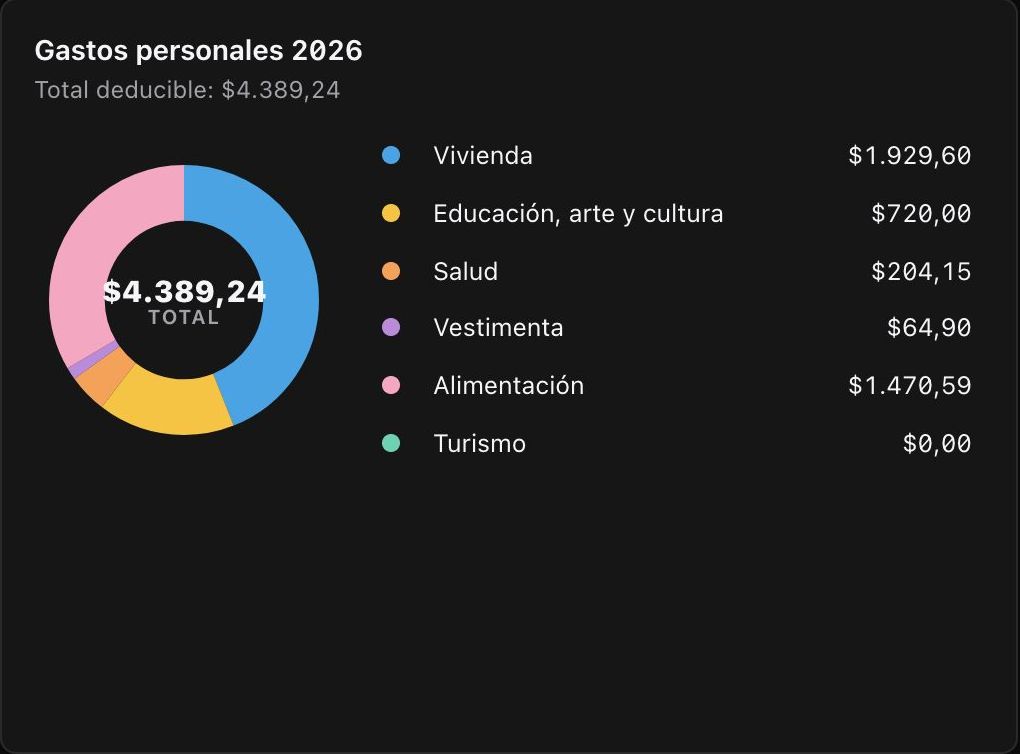 Gastos personales 2026
Total deducible: $4.389,24
$4.389,24
TOTAL
Vivienda $1.929,60
Educación, arte y cultura $720,00
Salud $204,15
Vestimenta $64,90
Alimentación $1.470,59
Turismo $0,00